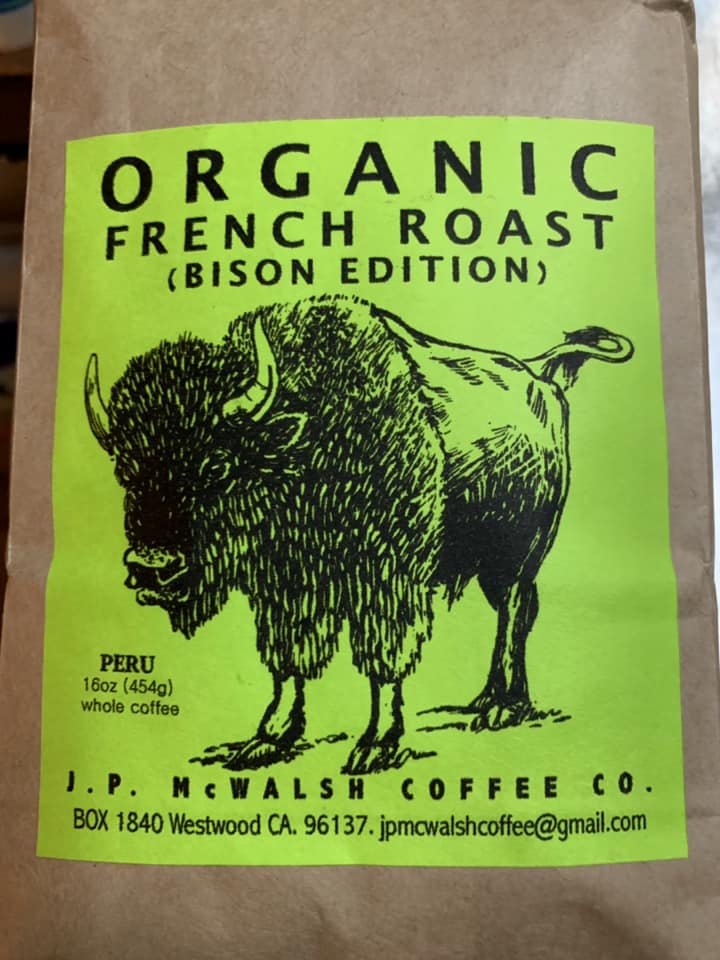 ORGANIC
FRENCH ROAST
(BISON EDITION)
PERU
16oz (454g)
whole coffee
J.P. McWALSH COFFEE CO.
BOX 1840 Westwood CA. 96137. jpmcwalshcoffee@gmail.com